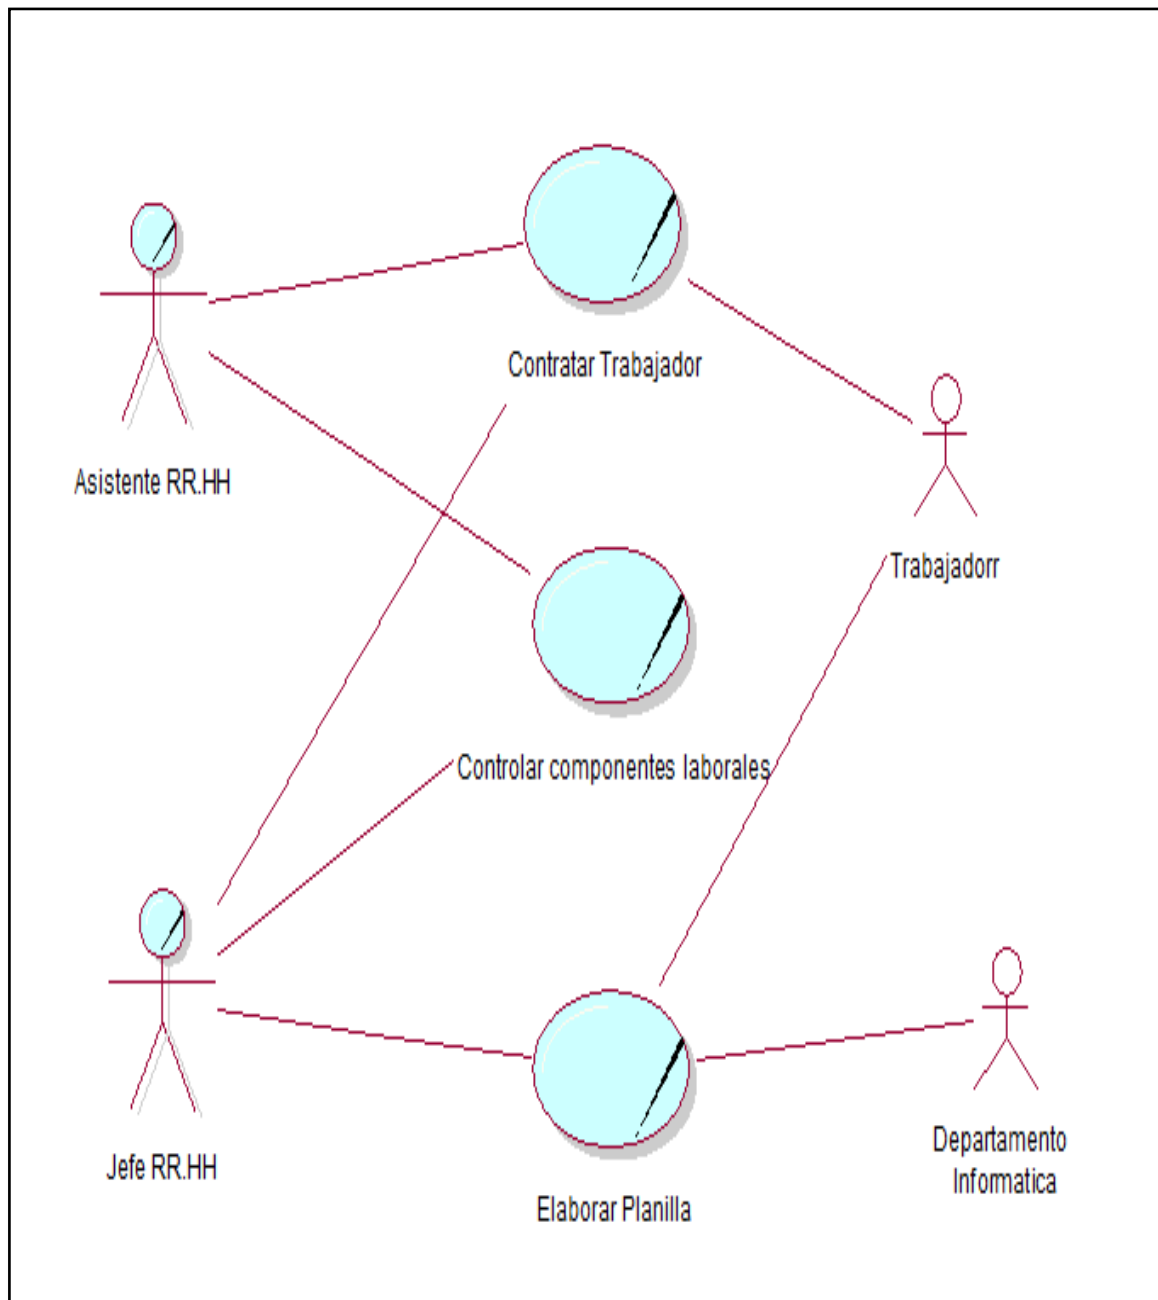 Contratar Trabajador
Asistente RR.HH
Trabajadorr
Controlar componentes laborales
Departamento
Informatica
Jefe RR.HH
Elaborar Planilla